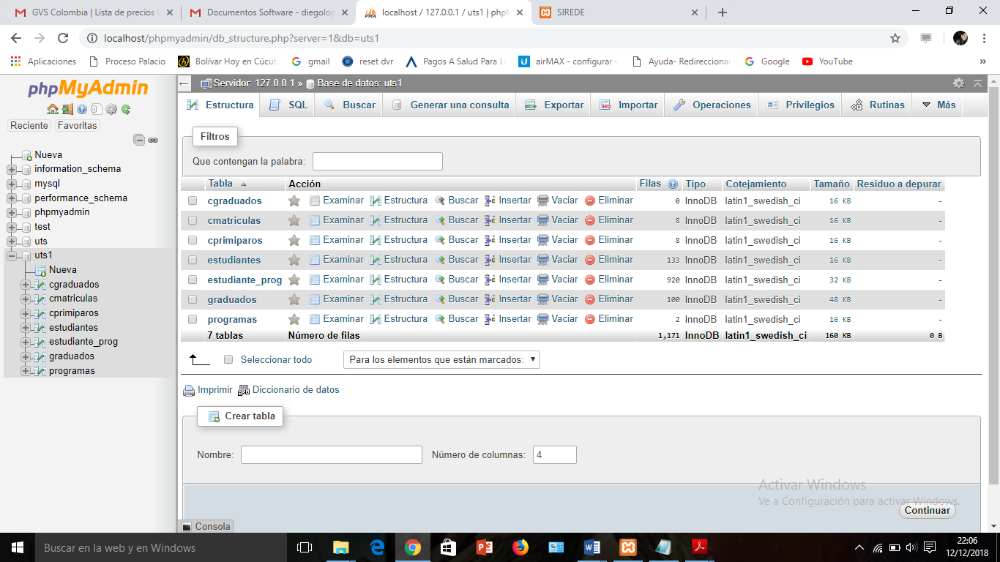 GVS Colombia | Lista de precios
Documentos Software - diegolop
localhost / 127.0.0.1 / uts1 | phpM
SIREDE
localhost/phpmyadmin/db_structure.php?server=1&db=uts1
Aplicaciones
Proceso Palacio
Bolívar Hoy en Cúcut
gmail
reset dvr
Pagos A Salud Para L
airMAX - configurar u
Ayuda- Redireccionar
Google
YouTube
»
phpMyAdmin
Reciente Favoritas
Nueva
information_schema
mysql
performance_schema
phpmyadmin
test
uts
uts1
Nueva
cgraduados
cmatriculas
cprimiparos
estudiantes
estudiante_prog
graduados
programas
Servidor: 127.0.0.1 » Base de datos: uts1
Estructura SQL Buscar Generar una consulta Exportar Importar Operaciones Privilegios Rutinas Más
Filtros
Que contengan la palabra:
Tabla Acción Filas Tipo Cotejamiento Tamaño Residuo a depurar
cgraduados Examinar Estructura Buscar Insertar Vaciar Eliminar 0 InnoDB latin1_swedish_ci 16 KB -
cmatriculas Examinar Estructura Buscar Insertar Vaciar Eliminar 8 InnoDB latin1_swedish_ci 16 KB -
cprimiparos Examinar Estructura Buscar Insertar Vaciar Eliminar 8 InnoDB latin1_swedish_ci 16 KB -
estudiantes Examinar Estructura Buscar Insertar Vaciar Eliminar 133 InnoDB latin1_swedish_ci 16 KB -
estudiante_prog Examinar Estructura Buscar Insertar Vaciar Eliminar 920 InnoDB latin1_swedish_ci 32 KB -
graduados Examinar Estructura Buscar Insertar Vaciar Eliminar 100 InnoDB latin1_swedish_ci 48 KB -
programas Examinar Estructura Buscar Insertar Vaciar Eliminar 2 InnoDB latin1_swedish_ci 16 KB -
7 tablas Número de filas 1,171 InnoDB latin1_swedish_ci 160 KB 0 B
Seleccionar todo Para los elementos que están marcados:
Imprimir Diccionario de datos
Crear tabla
Nombre: Número de columnas: 4
Activar Windows
Ve a Configuración para activar Windows.
Continuar
Consola
Buscar en la web y en Windows
22:06
12/12/2018